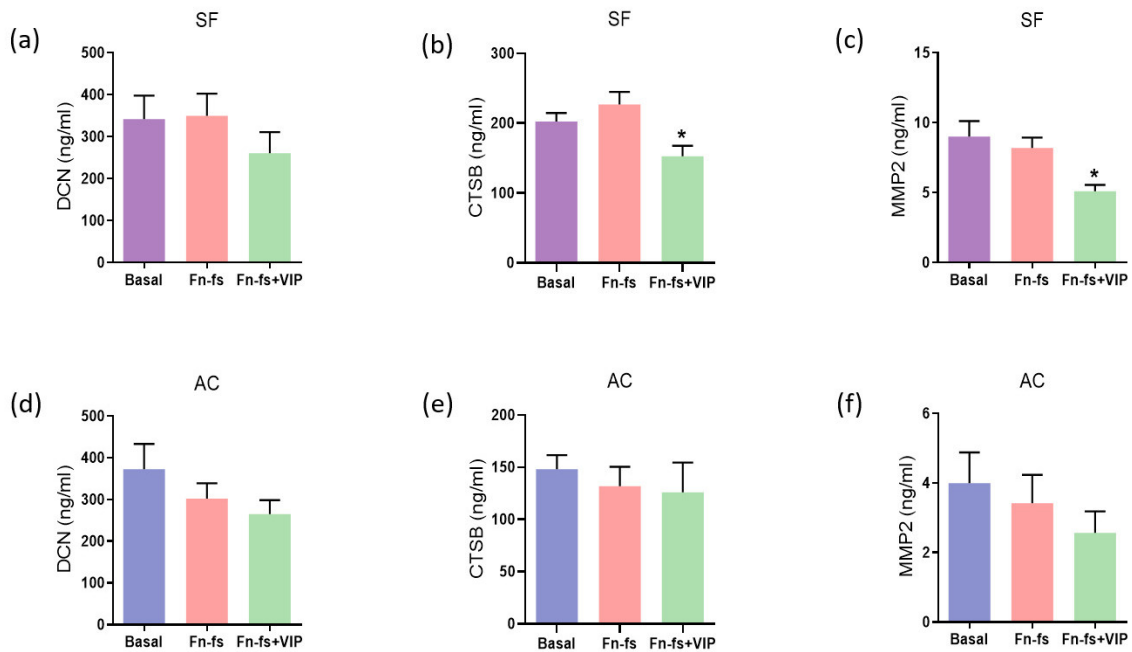 SF
(a)
DCN (ng/ml)
500
400
300
200
100
0
Basal Fn-fs Fn-fs+VIP
SF
(b)
CTSB (ng/ml)
300
200
100
0
*
Basal Fn-fs Fn-fs+VIP
SF
(c)
MMP2 (ng/ml)
15
10
5
0
*
Basal Fn-fs Fn-fs+VIP
AC
(d)
DCN (ng/ml)
500
400
300
200
100
0
Basal Fn-fs Fn-fs+VIP
AC
(e)
CTSB (ng/ml)
200
150
100
50
0
Basal Fn-fs Fn-fs+VIP
AC
(f)
MMP2 (ng/ml)
6
4
2
0
Basal Fn-fs Fn-fs+VIP